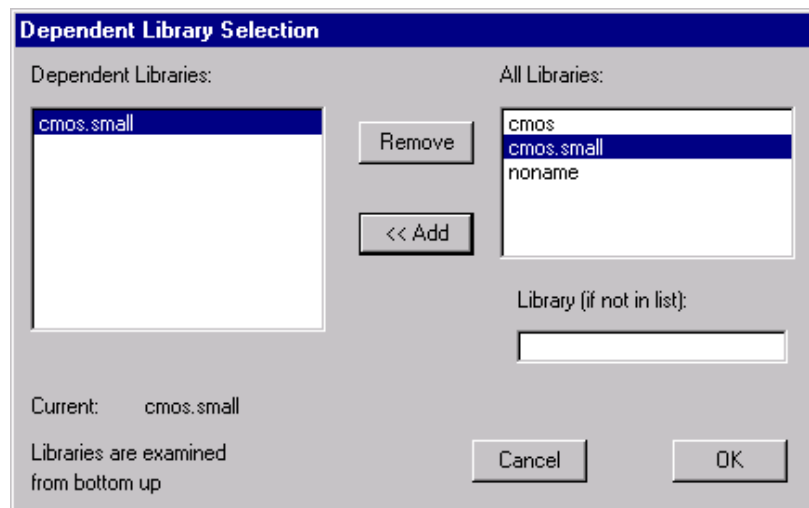 Dependent Library Selection
Dependent Libraries:
All Libraries:
cmos.small
Remove
<< Add
cmos
cmos.small
noname
Library (if not in list):
Current: cmos.small
Libraries are examined
from bottom up
Cancel
OK